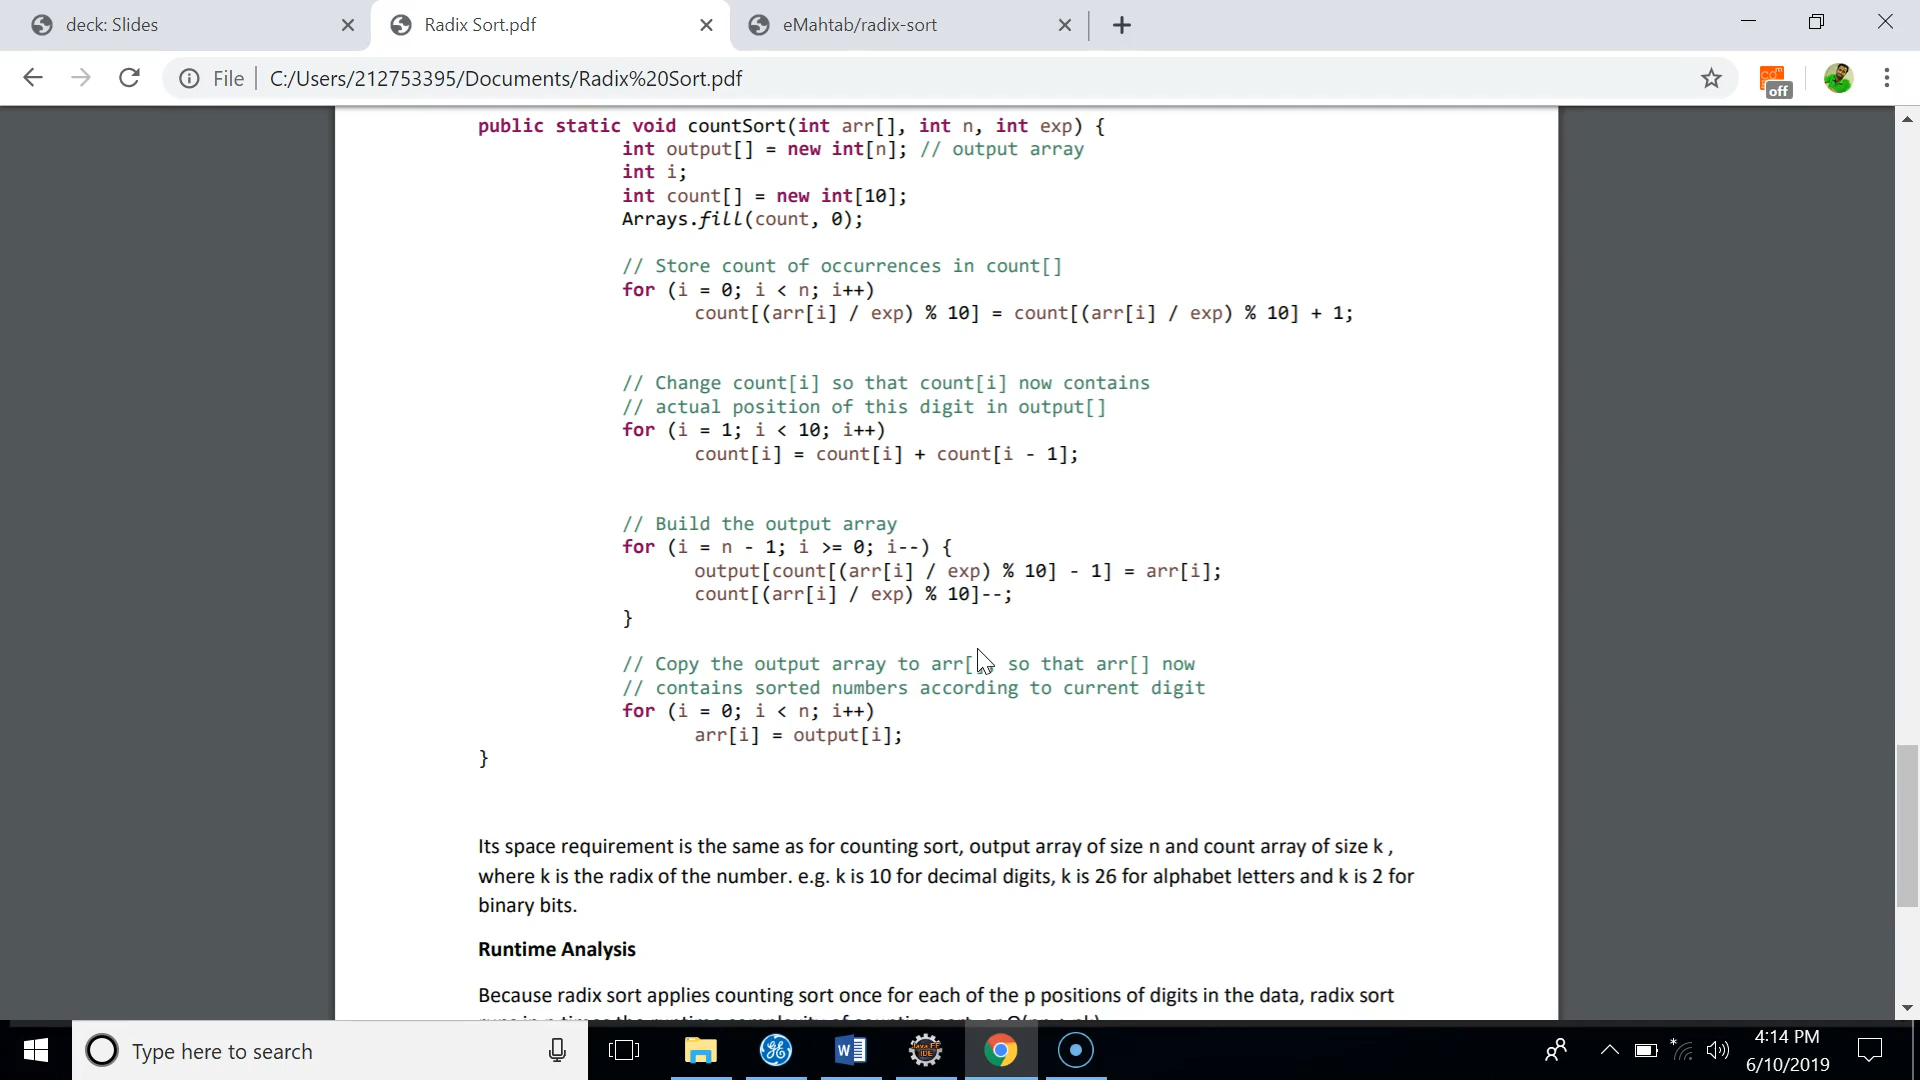 deck: Slides
Radix Sort.pdf
eMahtab/radix-sort
File
C:/Users/212753395/Documents/Radix%20Sort.pdf
off
public static void countSort(int arr[], int n, int exp) {
int output[] = new int[n]; // output array
int i;
int count[] = new int[10];
Arrays.fill(count, 0);
// Store count of occurrences in count[]
for (i = 0; i < n; i++)
count[(arr[i] / exp) % 10] = count[(arr[i] / exp) % 10] + 1;
// Change count[i] so that count[i] now contains
// actual position of this digit in output[]
for (i = 1; i < 10; i++)
count[i] = count[i] + count[i - 1];
// Build the output array
for (i = n - 1; i >= 0; i--) {
output[count[(arr[i] / exp) % 10] - 1] = arr[i];
count[(arr[i] / exp) % 10]--;
}
// Copy the output array to arr[ so that arr[] now
// contains sorted numbers according to current digit
for (i = 0; i < n; i++)
arr[i] = output[i];
}
Its space requirement is the same as for counting sort, output array of size n and count array of size k ,
where k is the radix of the number. e.g. k is 10 for decimal digits, k is 26 for alphabet letters and k is 2 for
binary bits.
Runtime Analysis
Because radix sort applies counting sort once for each of the p positions of digits in the data, radix sort
Type here to search
4:14 PM
6/10/2019